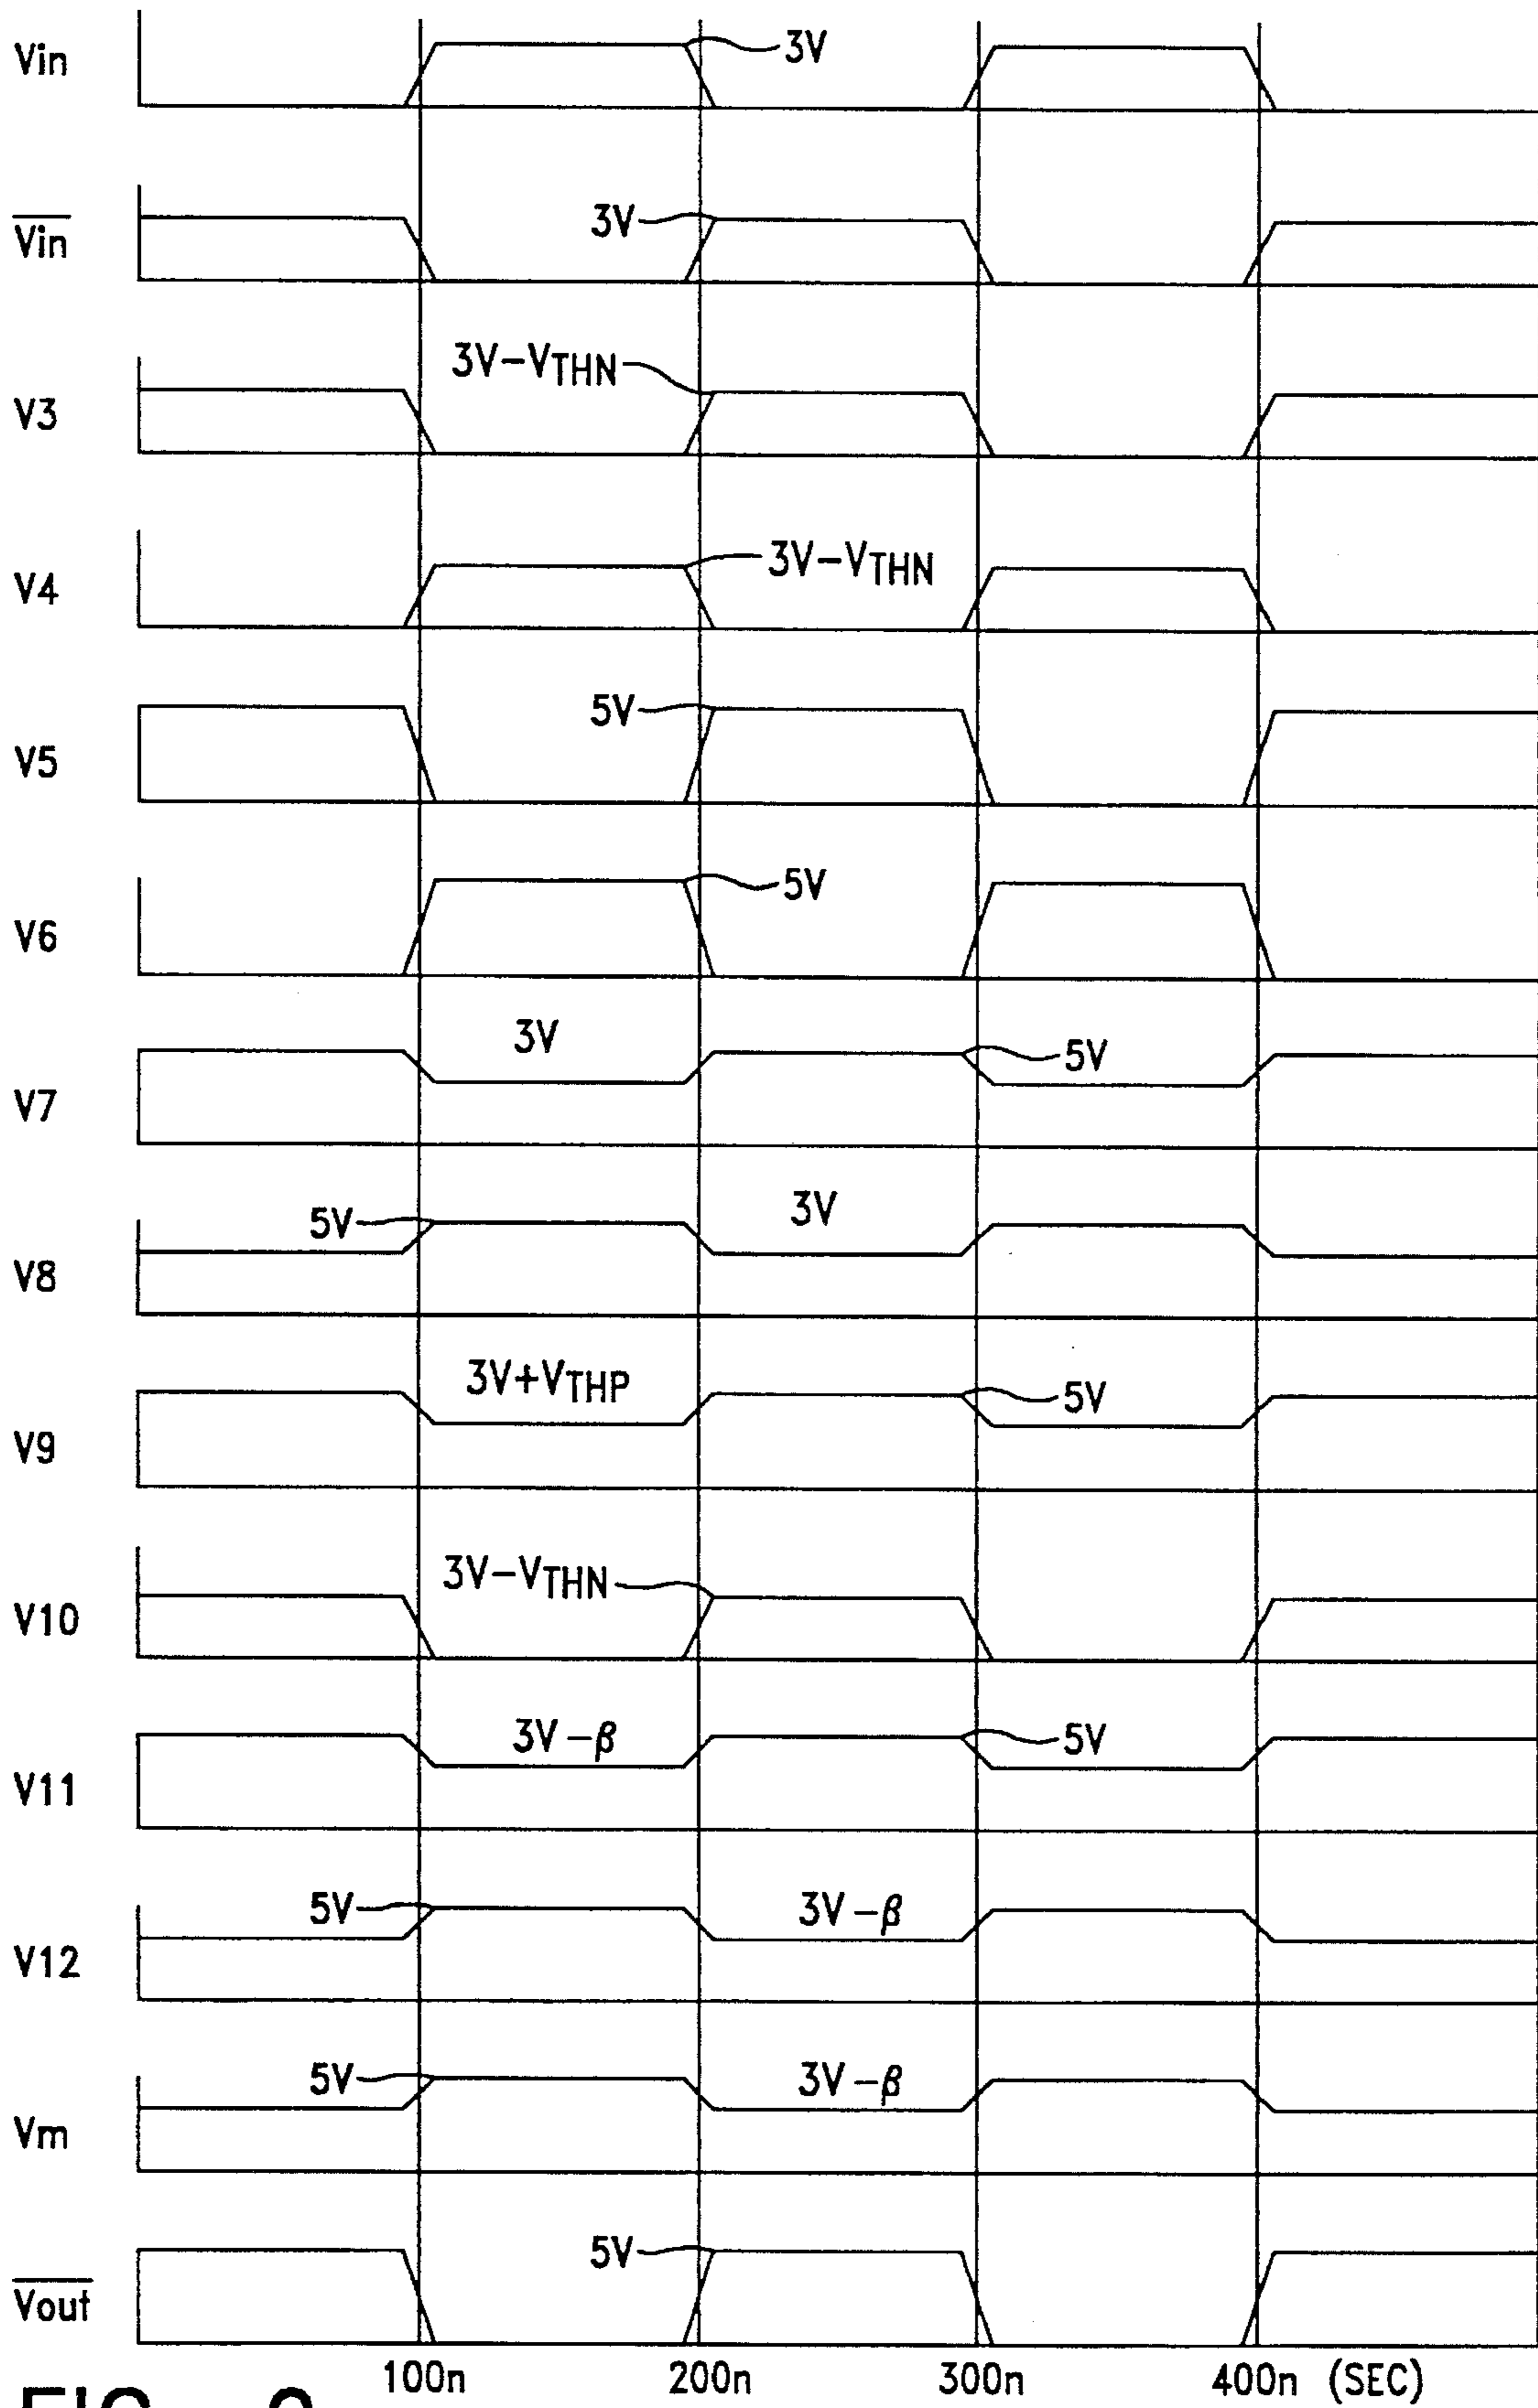 Vin 3V
Vin 3V
V3 3V-VTHN
V4 3V-VTHN
V5 5V
V6 5V
V7 3V 5V
V8 5V 3V
V9 3V+VTHP 5V
V10 3V-VTHN
V11 3V-β 5V
V12 5V 3V-β
Vm 5V 3V-β
Vout 5V
100n 200n 300n 400n (SEC)